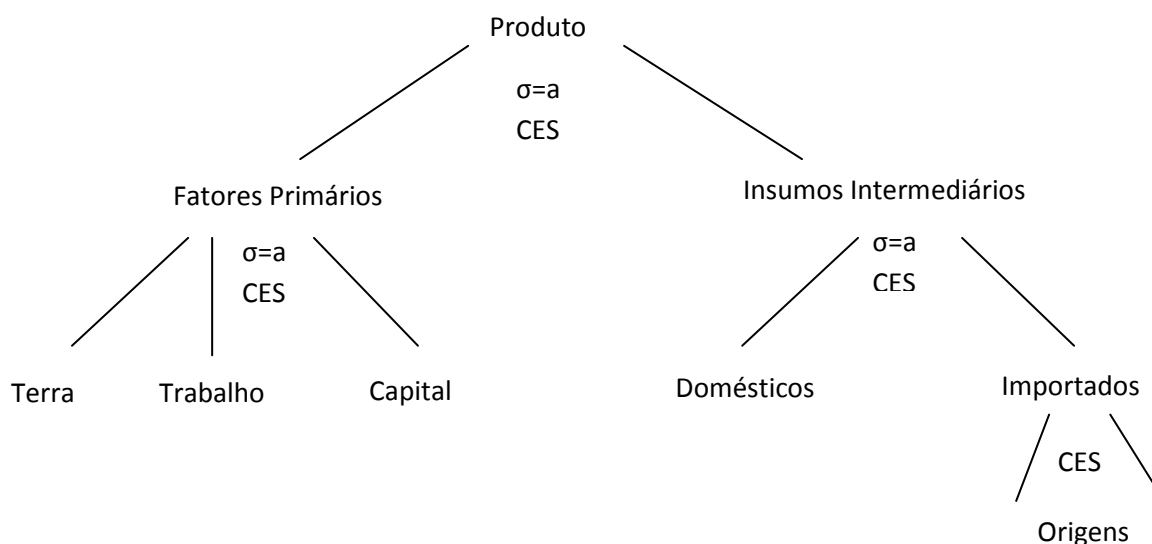 Produto
σ=a
CES
Fatores Primários
Insumos Intermediários
σ=a
CES
σ=a
CES
Terra
Trabalho
Capital
Domésticos
Importados
CES
Origens